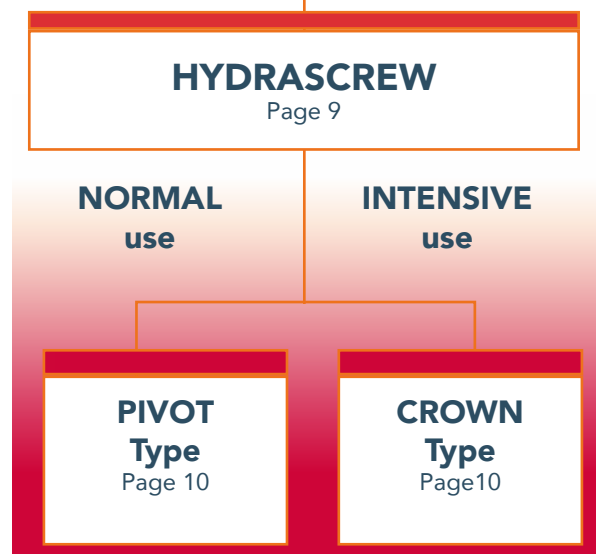 HYDRASCREW
Page 9
NORMAL
use
INTENSIVE
use
PIVOT
Type
Page 10
CROWN
Type
Page10